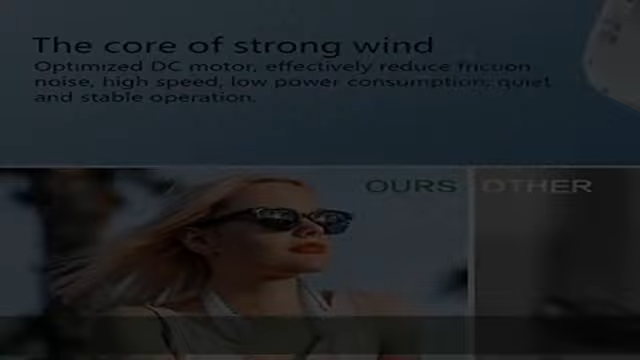 The core of strong wind
Optimized DC motor, effectively reduce friction
noise, high speed, low power consumption, quiet
and stable operation.
OURS
OTHER